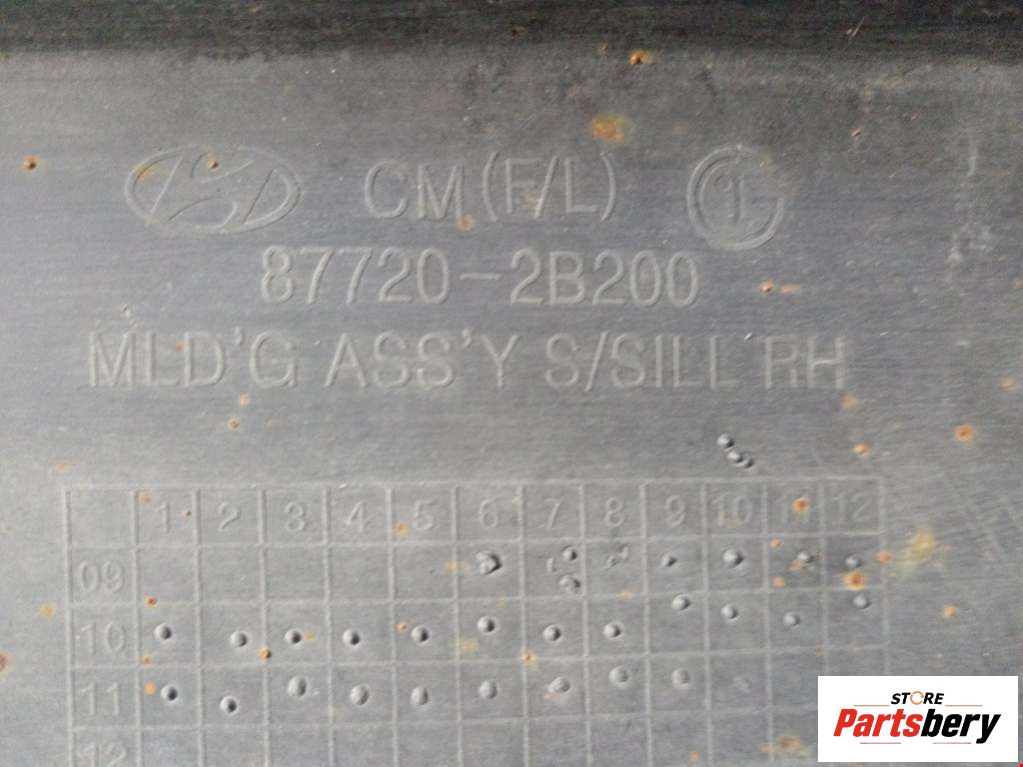 CM(F/L)
87720-2B200
MLD'G ASS'Y S/SILL RH
1 2 3 4 5 6 7 8 9 10 11 12
09
10
11
12
STORE
Partsbery